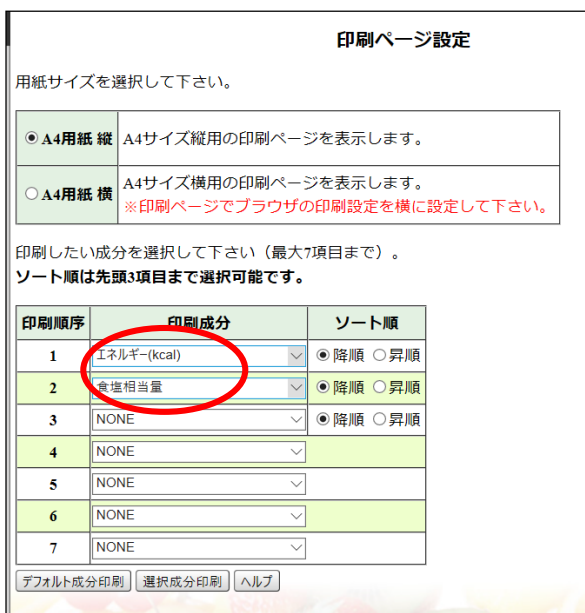 印刷ページ設定
用紙サイズを選択して下さい。
A4用紙 縦 A4サイズ縦用の印刷ページを表示します。
A4用紙 横 A4サイズ横用の印刷ページを表示します。
※印刷ページでブラウザの印刷設定を横に設定して下さい。
印刷したい成分を選択して下さい（最大7項目まで）。
ソート順は先頭3項目まで選択可能です。
印刷順序 印刷成分 ソート順
1 エネルギー(kcal) 降順 昇順
2 食塩相当量 降順 昇順
3 NONE 降順 昇順
4 NONE
5 NONE
6 NONE
7 NONE
デフォルト成分印刷 選択成分印刷 ヘルプ